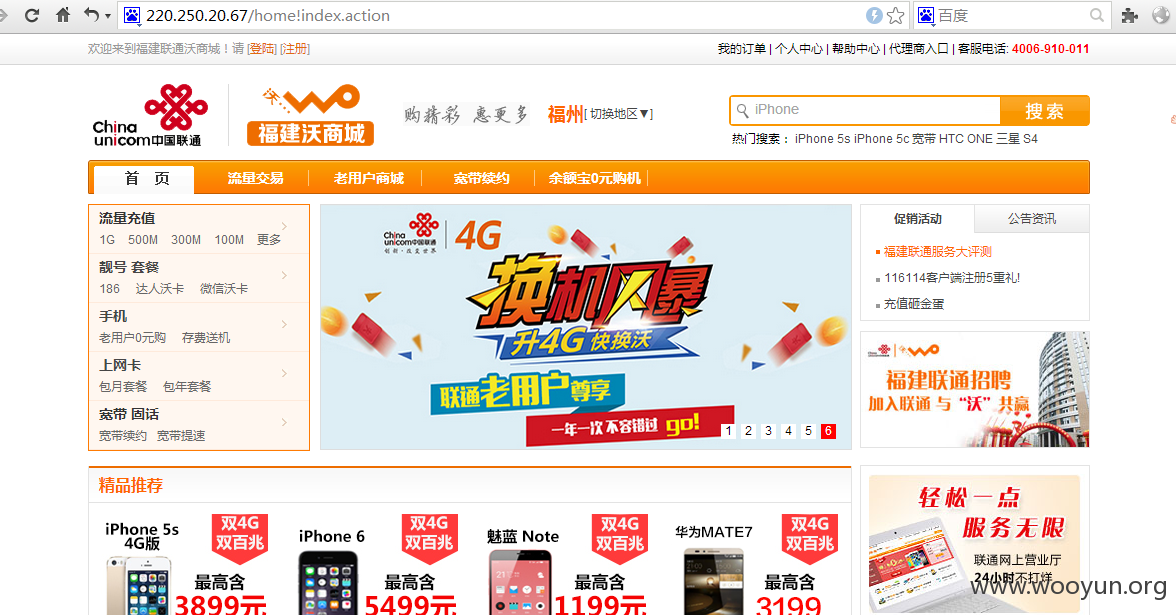 220.250.20.67/home!index.action
百度
欢迎来到福建联通沃商城！请 [登陆] [注册]
我的订单 | 个人中心 | 帮助中心 | 代理商入口 | 客服电话: 4006-910-011
China
unicom中国联通
沃 WO
福建沃商城
购精彩 惠更多
福州[ 切换地区▼]
iPhone
搜索
热门搜索： iPhone 5s iPhone 5c 宽带 HTC ONE 三星 S4
首 页
流量交易
老用户商城
宽带续约
余额宝0元购机
流量充值
1G 500M 300M 100M 更多
靓号 套餐
186 达人沃卡 微信沃卡
手机
老用户0元购 存费送机
上网卡
包月套餐 包年套餐
宽带 固话
宽带续约 宽带提速
China
unicom中国联通
创新·改变世界
4G
换机风暴
升4G 快换沃
联通老用户尊享
一年一次 不容错过 go!
1 2 3 4 5 6
促销活动
公告资讯
福建联通服务大评测
116114客户端注册5重礼!
充值砸金蛋
福建联通招聘
加入联通 与“沃”共赢
精品推荐
iPhone 5s
4G版
双4G
双百兆
最高含
3899元
iPhone 6
双4G
双百兆
最高含
5499元
魅蓝 Note
双4G
双百兆
最高含
1199元
华为MATE7
双4G
双百兆
最高含
3199
轻松一点
服务无限
联通网上营业厅
24小时不打烊
www.wooyun.org